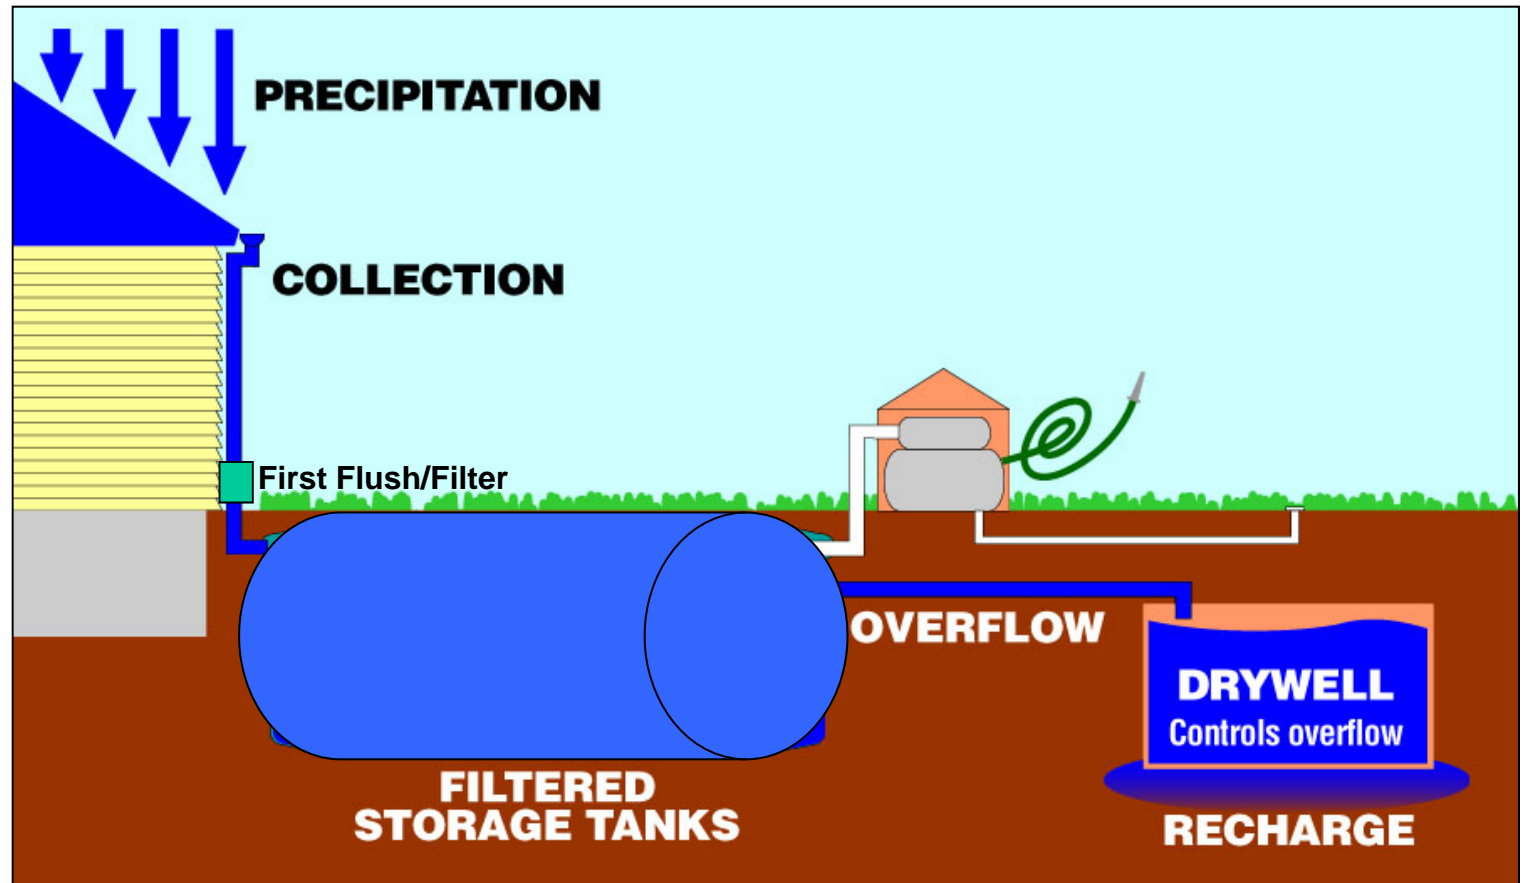 PRECIPITATION
COLLECTION
First Flush/Filter
OVERFLOW
DRYWELL
Controls overflow
FILTERED
STORAGE TANKS
RECHARGE